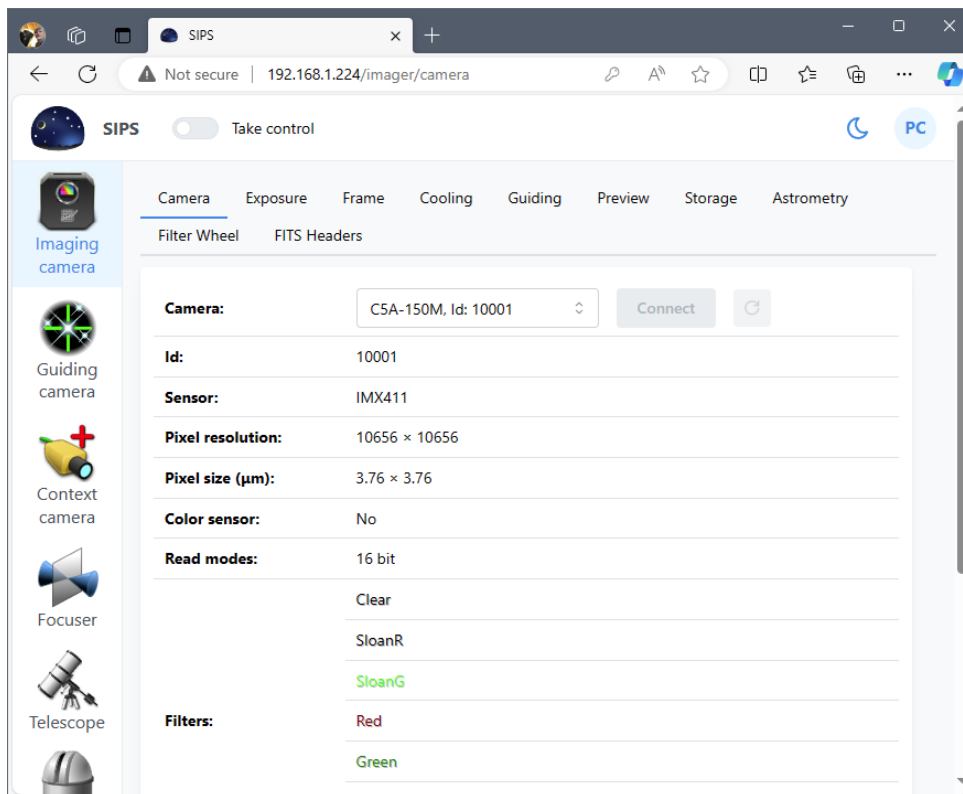 SIPS
Not secure | 192.168.1.224/imager/camera
SIPS Take control PC
Imaging camera
Guiding camera
Context camera
Focuser
Telescope
Camera Exposure Frame Cooling Guiding Preview Storage Astrometry
Filter Wheel FITS Headers
Camera: C5A-150M, Id: 10001 Connect
Id: 10001
Sensor: IMX411
Pixel resolution: 10656 × 10656
Pixel size (μm): 3.76 × 3.76
Color sensor: No
Read modes: 16 bit
Filters:
Clear
SloanR
SloanG
Red
Green